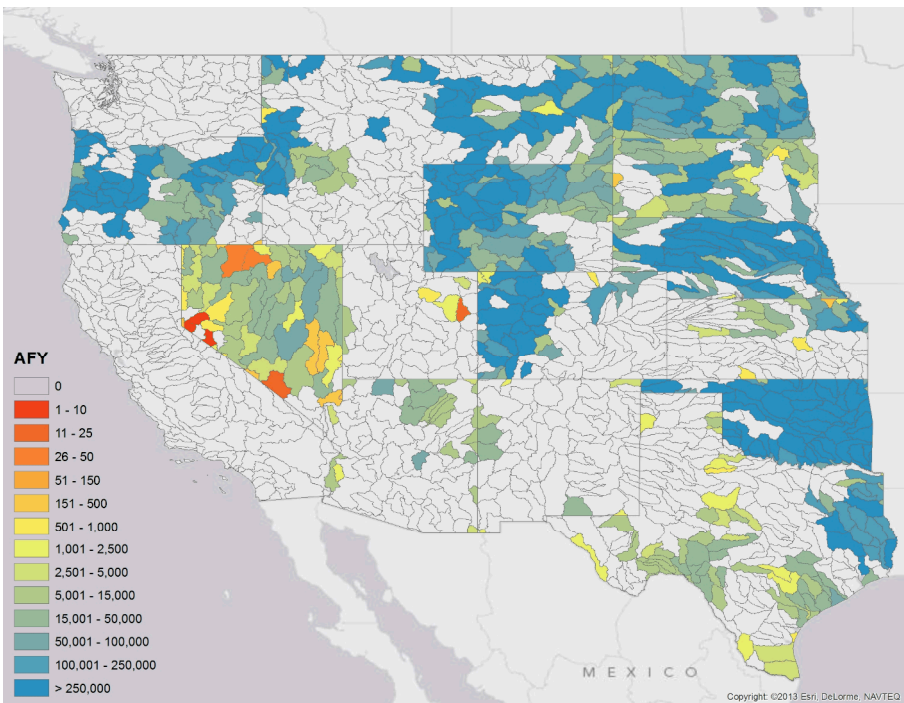 AFY
0
1 - 10
11 - 25
26 - 50
51 - 150
151 - 500
501 - 1,000
1,001 - 2,500
2,501 - 5,000
5,001 - 15,000
15,001 - 50,000
50,001 - 100,000
100,001 - 250,000
> 250,000
MEXICO
Copyright: ©2013 Esri, DeLorme, NAVTEQ